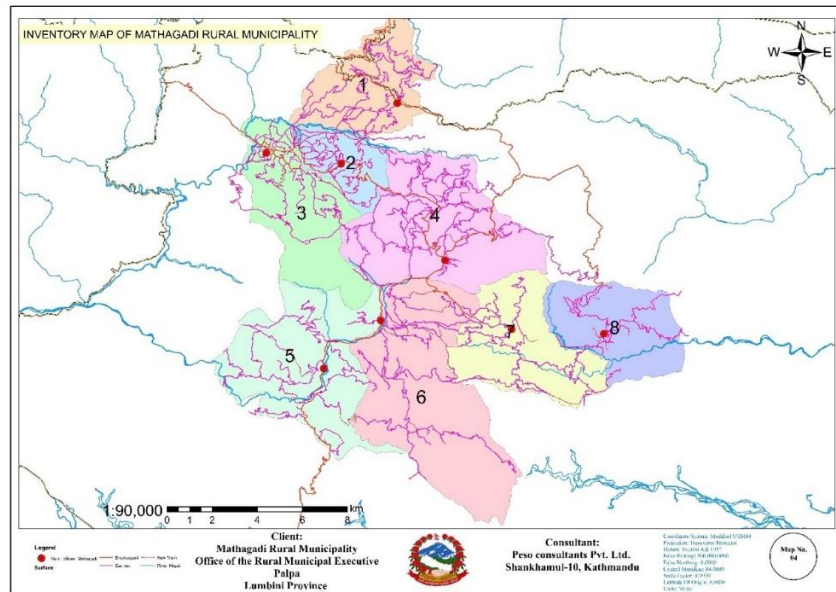 INVENTORY MAP OF MATHAGADI RURAL MUNICIPALITY
N
W E
S
1
2
3
4
5
6
7
8
1:90,000
0 1 2 4 6 8 km
Legend
Surface
Client:
Mathagadi Rural Municipality
Office of the Rural Municipal Executive
Palpa
Lumbini Province
Consultant:
Peso consultants Pvt. Ltd.
Shankhamul-10, Kathmandu
Map No.
04